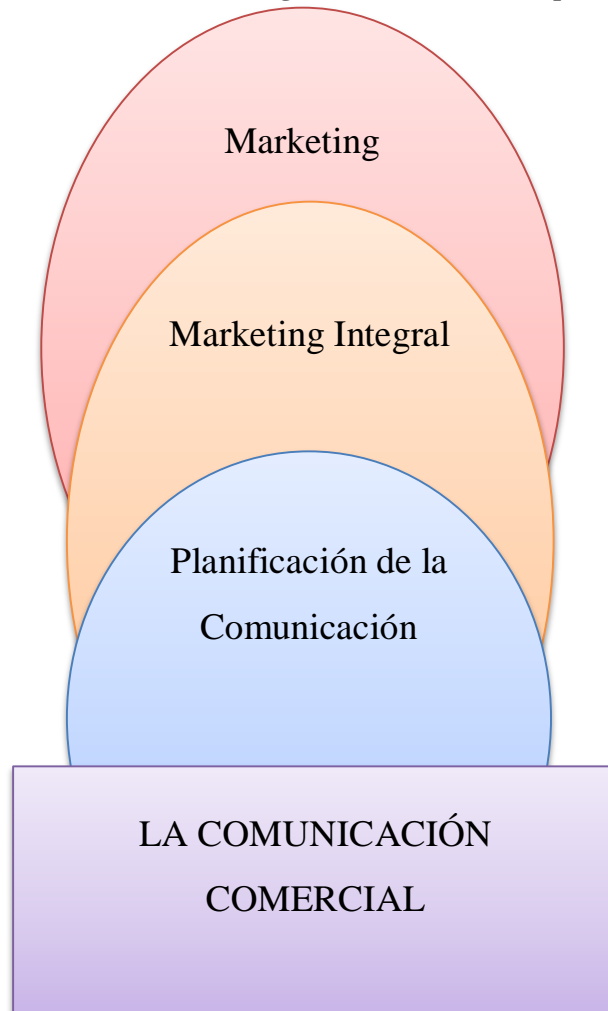 Marketing
Marketing Integral
Planificación de la
Comunicación
LA COMUNICACIÓN
COMERCIAL